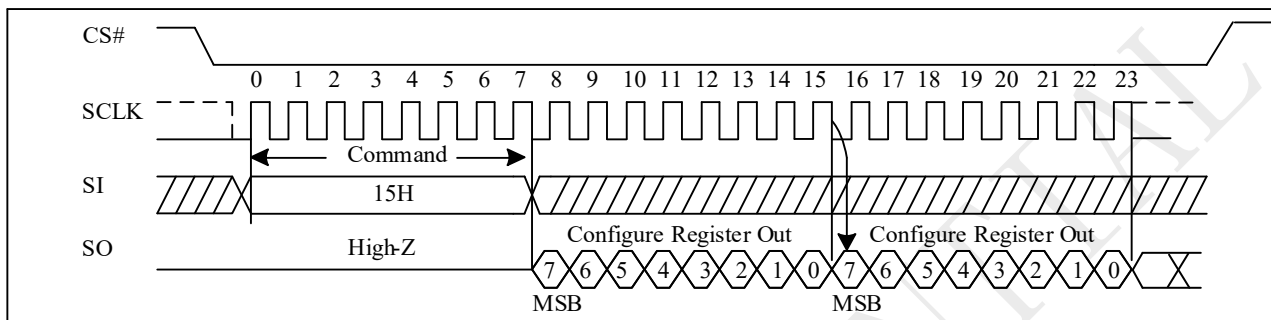 CS#
0 1 2 3 4 5 6 7 8 9 10 11 12 13 14 15 16 17 18 19 20 21 22 23
SCLK
Command
SI
15H
SO
High-Z
Configure Register Out
Configure Register Out
7 6 5 4 3 2 1 0 7 6 5 4 3 2 1 0
MSB
MSB
NTIAL